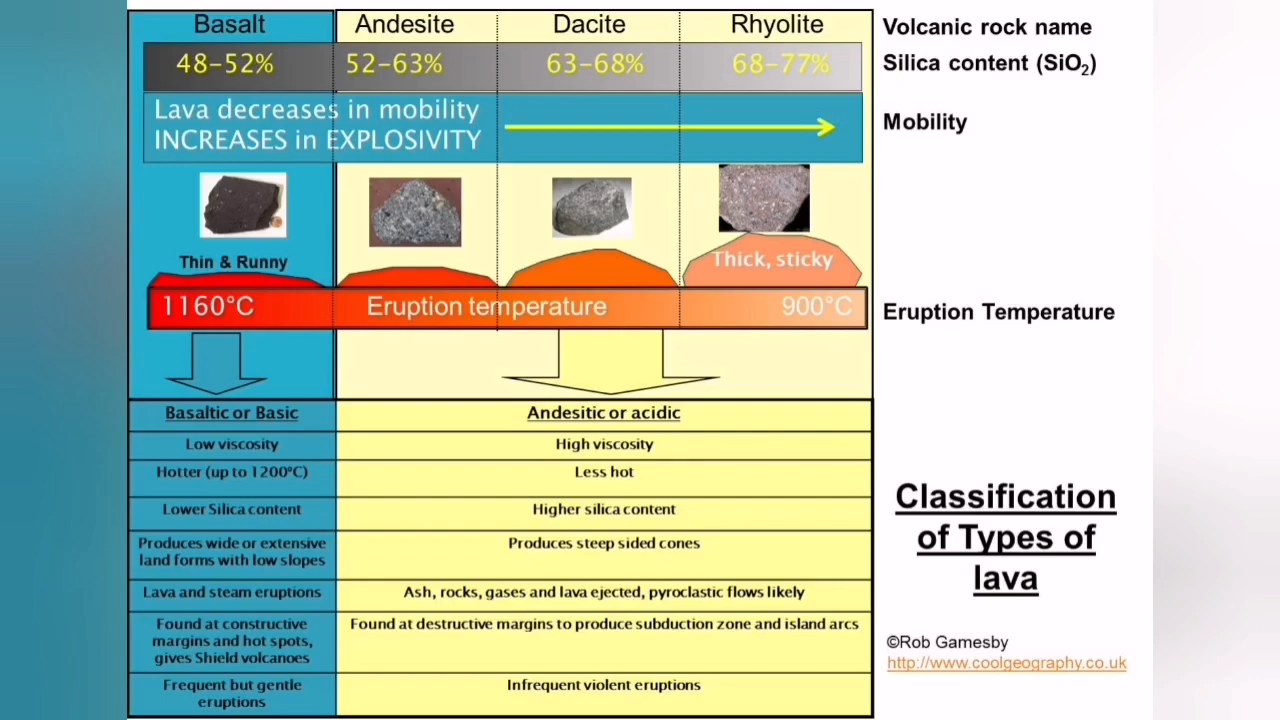 Basalt Andesite Dacite Rhyolite Volcanic rock name
48-52% 52-63% 63-68% 68-77% Silica content (SiO2)
Lava decreases in mobility
INCREASES in EXPLOSIVITY
Mobility
Thin & Runny
Thick, sticky
1160°C Eruption temperature 900°C Eruption Temperature
Basaltic or Basic Andesitic or acidic
Low viscosity High viscosity
Hotter (up to 1200°C) Less hot
Lower Silica content Higher silica content
Produces wide or extensive
land forms with low slopes
Produces steep sided cones
Lava and steam eruptions Ash, rocks, gases and lava ejected, pyroclastic flows likely
Found at constructive
margins and hot spots,
gives Shield volcanoes
Found at destructive margins to produce subduction zone and island arcs
Frequent but gentle
eruptions
Infrequent violent eruptions
Classification
of Types of
lava
©Rob Gamesby
http://www.coolgeography.co.uk